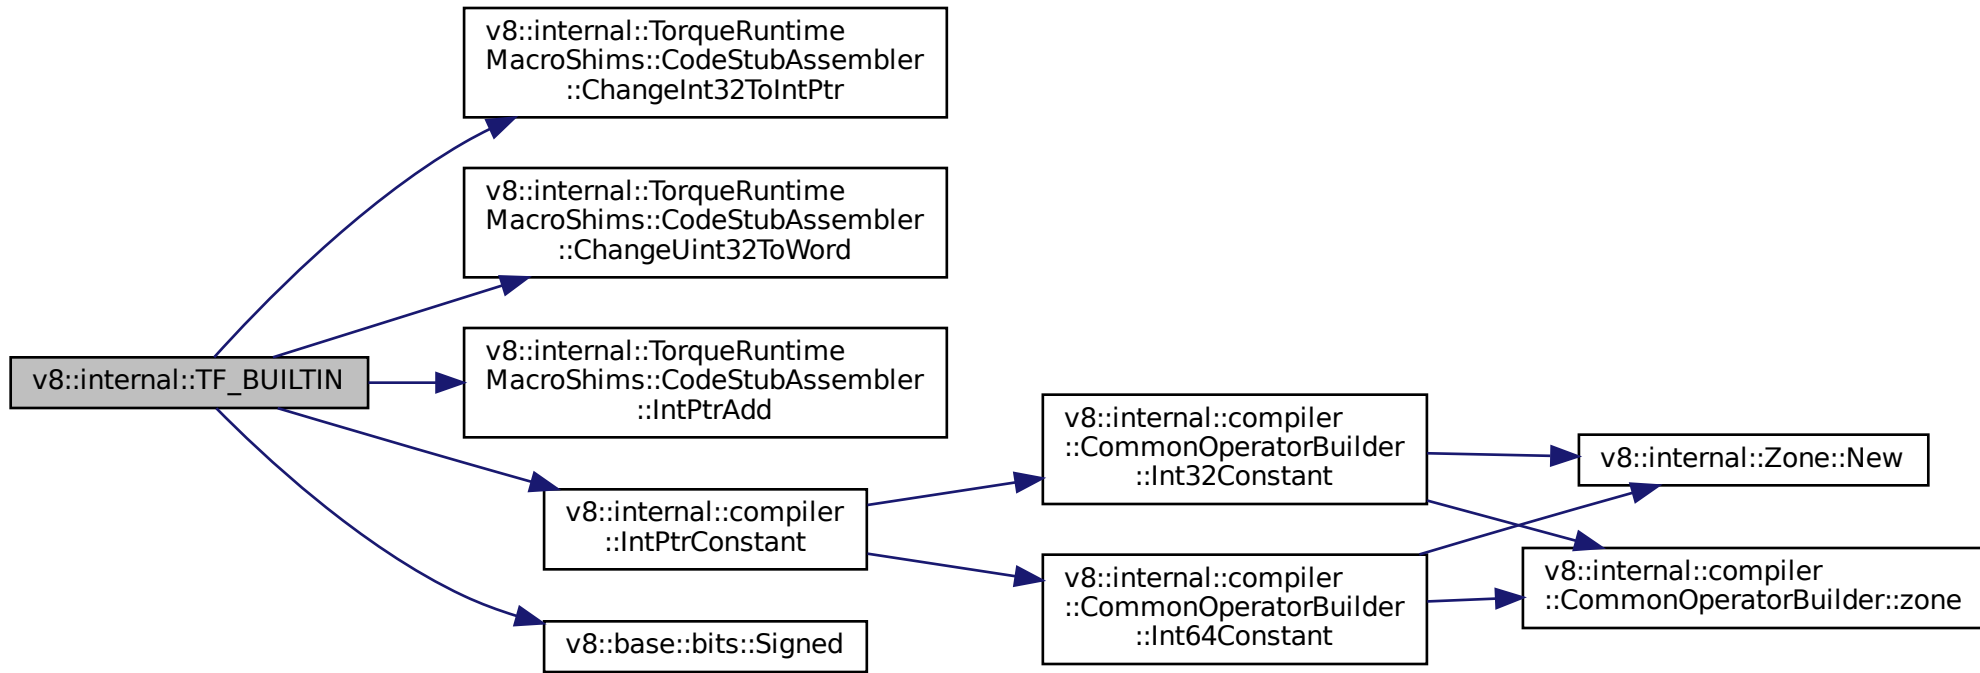 v8::internal::TorqueRuntime
MacroShims::CodeStubAssembler
::ChangeInt32ToIntPtr
v8::internal::TorqueRuntime
MacroShims::CodeStubAssembler
::ChangeUint32ToWord
v8::internal::TF_BUILTIN
v8::internal::TorqueRuntime
MacroShims::CodeStubAssembler
::IntPtrAdd
v8::internal::compiler
::IntPtrConstant
v8::base::bits::Signed
v8::internal::compiler
::CommonOperatorBuilder
::Int32Constant
v8::internal::compiler
::CommonOperatorBuilder
::Int64Constant
v8::internal::Zone::New
v8::internal::compiler
::CommonOperatorBuilder::zone